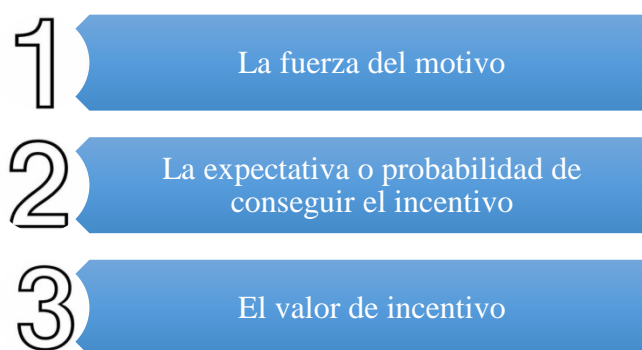 1
La fuerza del motivo
2
La expectativa o probabilidad de
conseguir el incentivo
3
El valor de incentivo